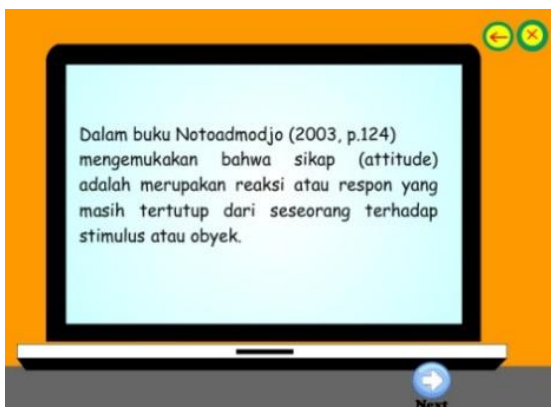 Dalam buku Notoadmodjo (2003, p.124)
mengemukakan bahwa sikap (attitude)
adalah merupakan reaksi atau respon yang
masih tertutup dari seseorang terhadap
stimulus atau obyek.
Next